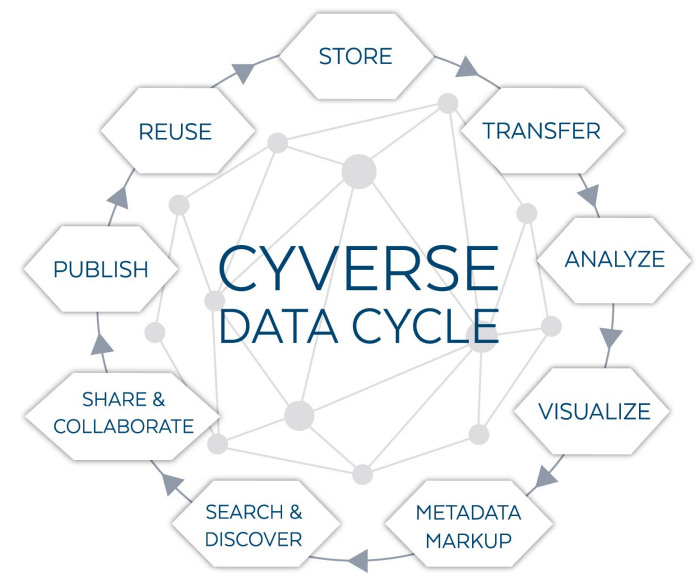 STORE
TRANSFER
ANALYZE
VISUALIZE
METADATA
MARKUP
SEARCH &
DISCOVER
SHARE &
COLLABORATE
PUBLISH
REUSE
CYVERSE
DATA CYCLE